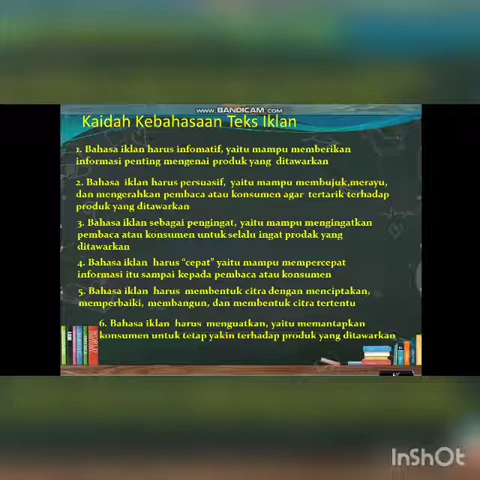 WWW.BANDICAM.COM
Kaidah Kebahasaan Teks Iklan
1. Bahasa iklan harus infomatif, yaitu mampu memberikan
informasi penting mengenai produk yang ditawarkan
2. Bahasa iklan harus persuasif, yaitu mampu membujuk,merayu,
dan mengerahkan pembaca atau konsumen agar tertarik terhadap
produk yang ditawarkan
3. Bahasa iklan sebagai pengingat, yaitu mampu mengingatkan
pembaca atau konsumen untuk selalu ingat prodak yang
ditawarkan
4. Bahasa iklan harus “cepat” yaitu mampu mempercepat
informasi itu sampai kepada pembaca atau konsumen
5. Bahasa iklan harus membentuk citra dengan menciptakan,
memperbaiki, membangun, dan membentuk citra tertentu
6. Bahasa iklan harus menguatkan, yaitu memantapkan
konsumen untuk tetap yakin terhadap produk yang ditawarkan
InShOt